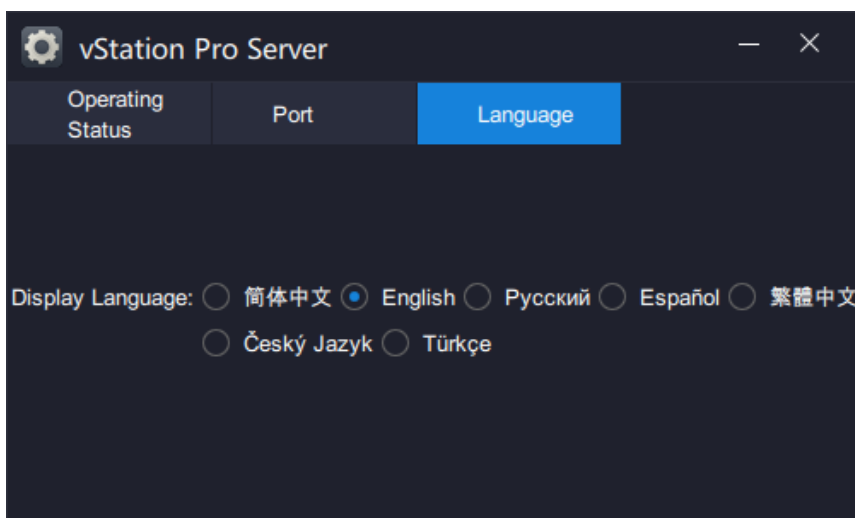 vStation Pro Server
Operating
Status
Port
Language
Display Language: 简体中文 English Русский Español 繁體中文
Český Jazyk Türkçe